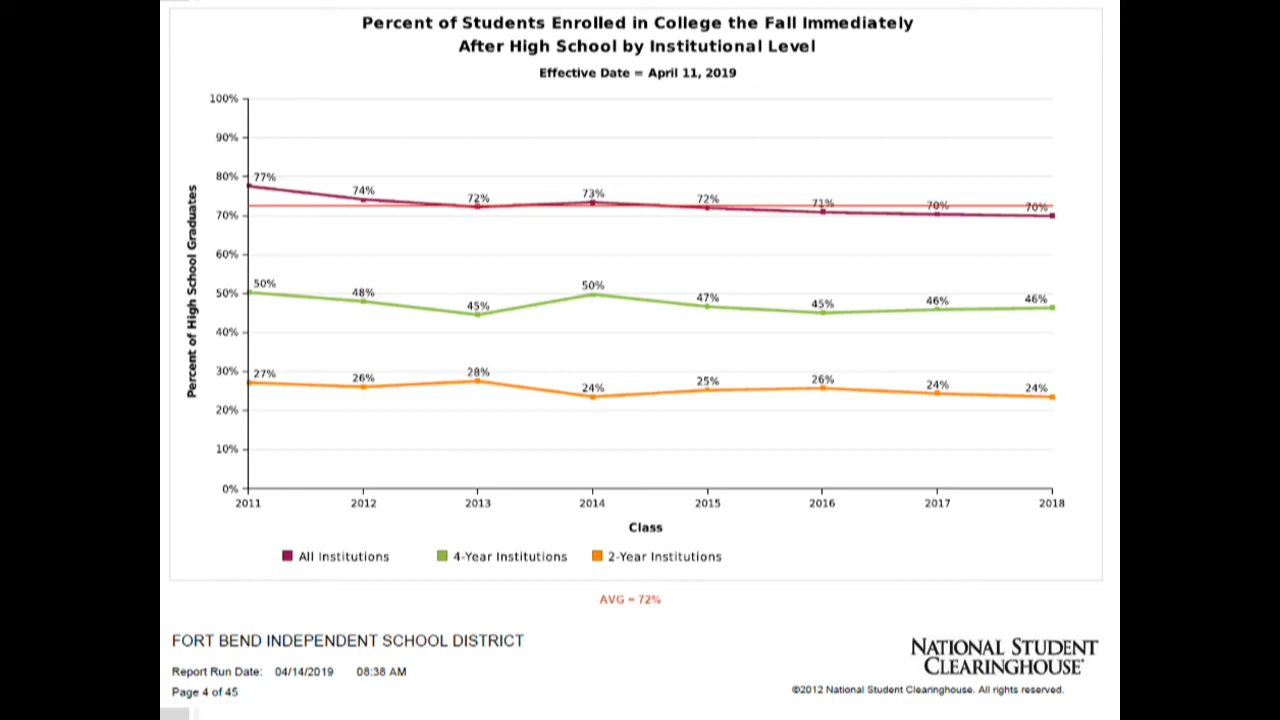 Percent of Students Enrolled in College the Fall Immediately
After High School by Institutional Level
Effective Date = April 11, 2019
Percent of High School Graduates
100%
90%
80%
70%
60%
50%
40%
30%
20%
10%
0%
77% 74% 72% 73% 72% 71% 70% 70%
50% 48% 45% 50% 47% 45% 46% 46%
27% 26% 28% 24% 25% 26% 24% 24%
2011 2012 2013 2014 2015 2016 2017 2018
Class
All Institutions 4-Year Institutions 2-Year Institutions
AVG = 72%
FORT BEND INDEPENDENT SCHOOL DISTRICT
Report Run Date: 04/14/2019 08:38 AM
Page 4 of 45
NATIONAL STUDENT
CLEARINGHOUSE
©2012 National Student Clearinghouse. All rights reserved.